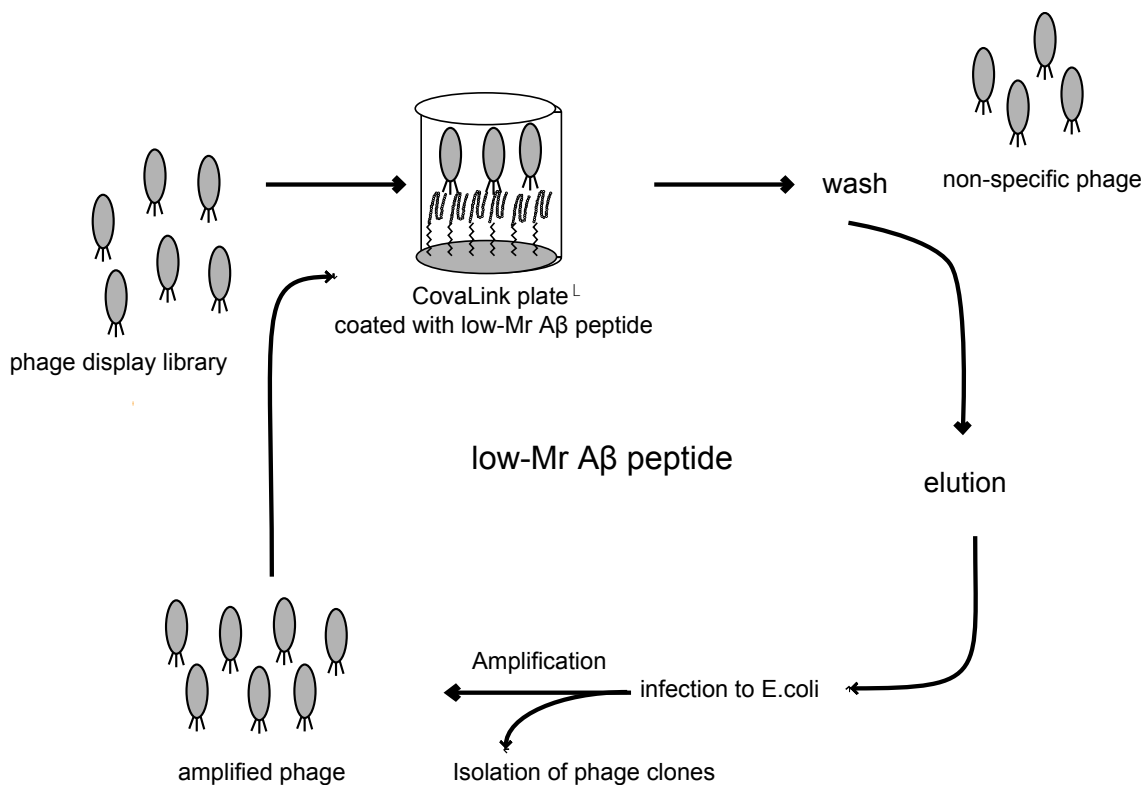 wash
non-specific phage
CovaLink plate└
coated with low-Mr Aβ peptide
phage display library
low-Mr Aβ peptide
elution
Amplification
infection to E.coli
amplified phage
Isolation of phage clones